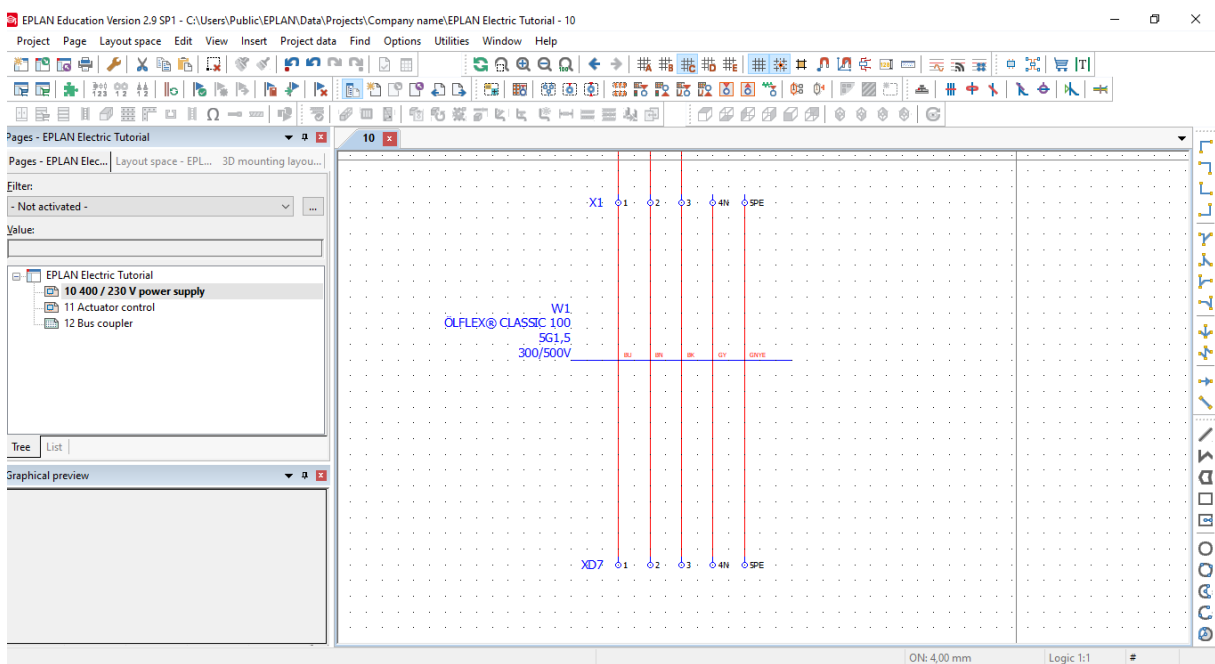 EPLAN Education Version 2.9 SP1 - C:\Users\Public\EPLAN\Data\Projects\Company name\EPLAN Electric Tutorial - 10
Project Page Layout space Edit View Insert Project data Find Options Utilities Window Help
Pages - EPLAN Electric Tutorial
10
Pages - EPLAN Elec... Layout space - EPL... 3D mounting layou...
Filter:
- Not activated -
...
Value:
EPLAN Electric Tutorial
10 400 / 230 V power supply
11 Actuator control
12 Bus coupler
Tree List
Graphical preview
X1 1 2 3 4N 5PE
W1
ÖLFLEX® CLASSIC 100
5G1,5
300/500V
BU BN BK GY GNYE
XD7 1 2 3 4N 5PE
ON: 4,00 mm Logic 1:1 #